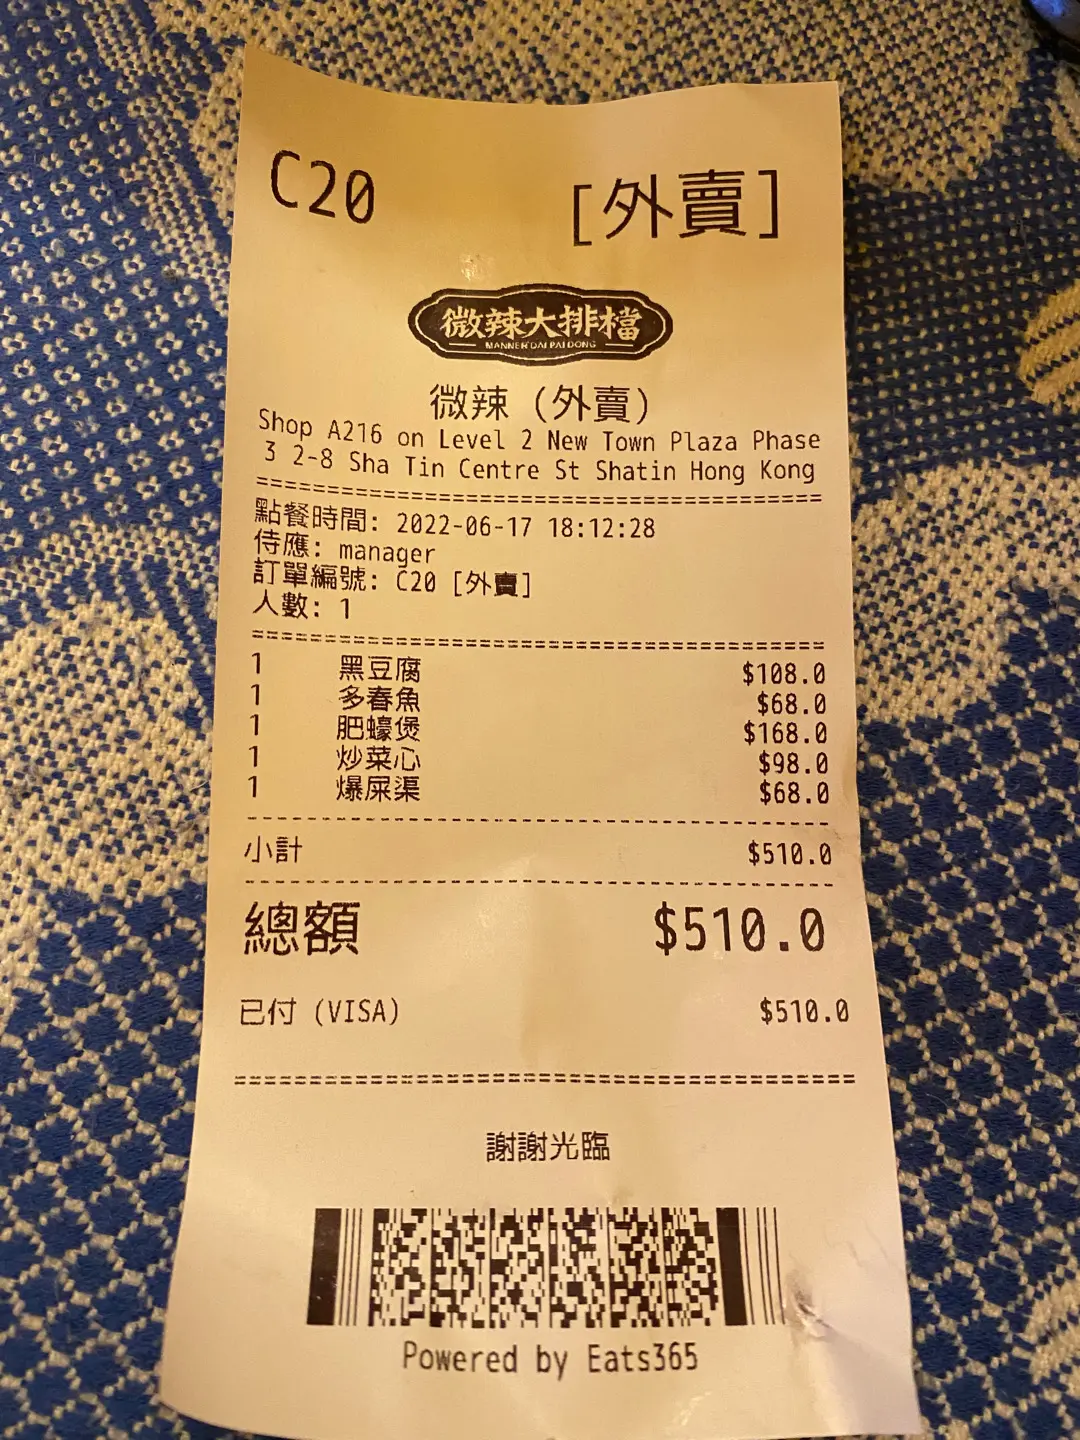 C20 [外賣]
微辣大排檔
MANNER DAI PAI DONG
微辣 (外賣)
Shop A216 on Level 2 New Town Plaza Phase
3 2-8 Sha Tin Centre St Shatin Hong Kong
點餐時間: 2022-06-17 18:12:28
侍應: manager
訂單編號: C20 [外賣]
人數: 1
1 黑豆腐 $108.0
1 多春魚 $68.0
1 肥蠔煲 $168.0
1 炒菜心 $98.0
1 爆屎渠 $68.0
小計 $510.0
總額 $510.0
已付 (VISA) $510.0
謝謝光臨
Powered by Eats365